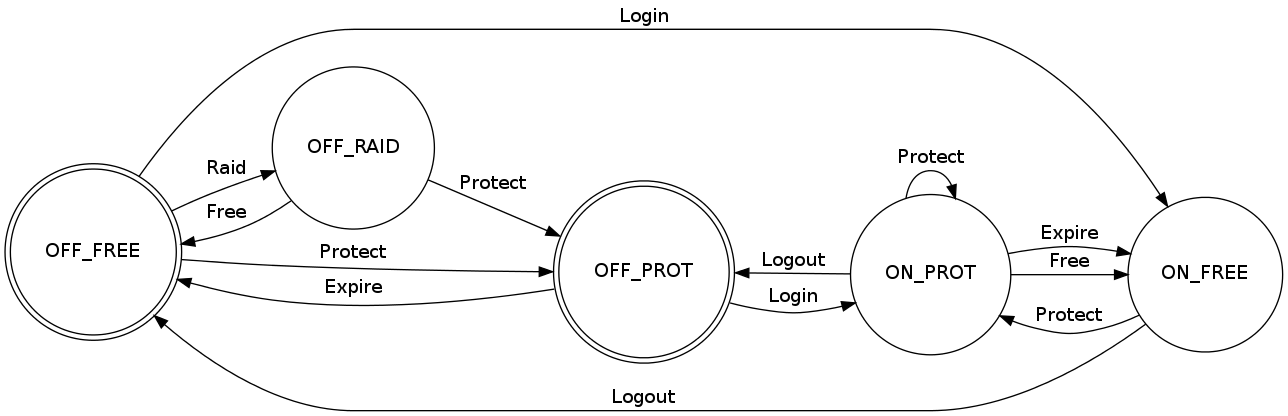 Login
OFF_RAID
Raid
Free
Protect
OFF_FREE
Protect
Expire
OFF_PROT
Logout
Login
Protect
ON_PROT
Expire
Free
Protect
ON_FREE
Logout